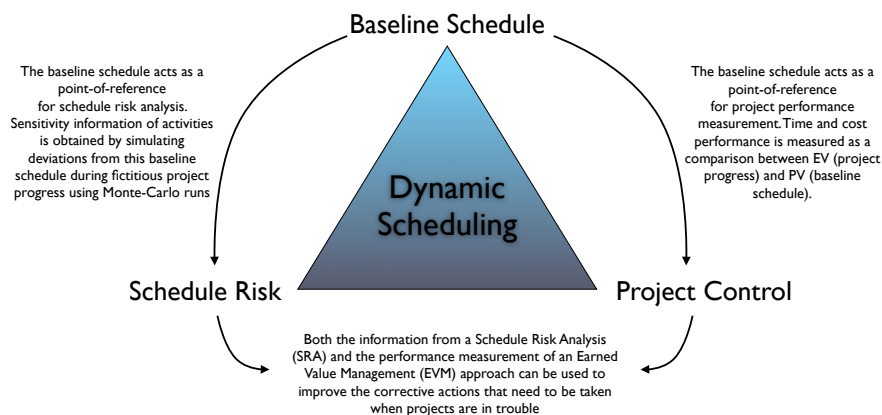 Baseline Schedule
The baseline schedule acts as a
point-of-reference
for schedule risk analysis.
Sensitivity information of activities
is obtained by simulating
deviations from this baseline
schedule during fictitious project
progress using Monte-Carlo runs
The baseline schedule acts as a
point-of-reference
for project performance
measurement. Time and cost
performance is measured as a
comparison between EV (project
progress) and PV (baseline
schedule).
Dynamic
Scheduling
Schedule Risk
Project Control
Both the information from a Schedule Risk Analysis
(SRA) and the performance measurement of an Earned
Value Management (EVM) approach can be used to
improve the corrective actions that need to be taken
when projects are in trouble